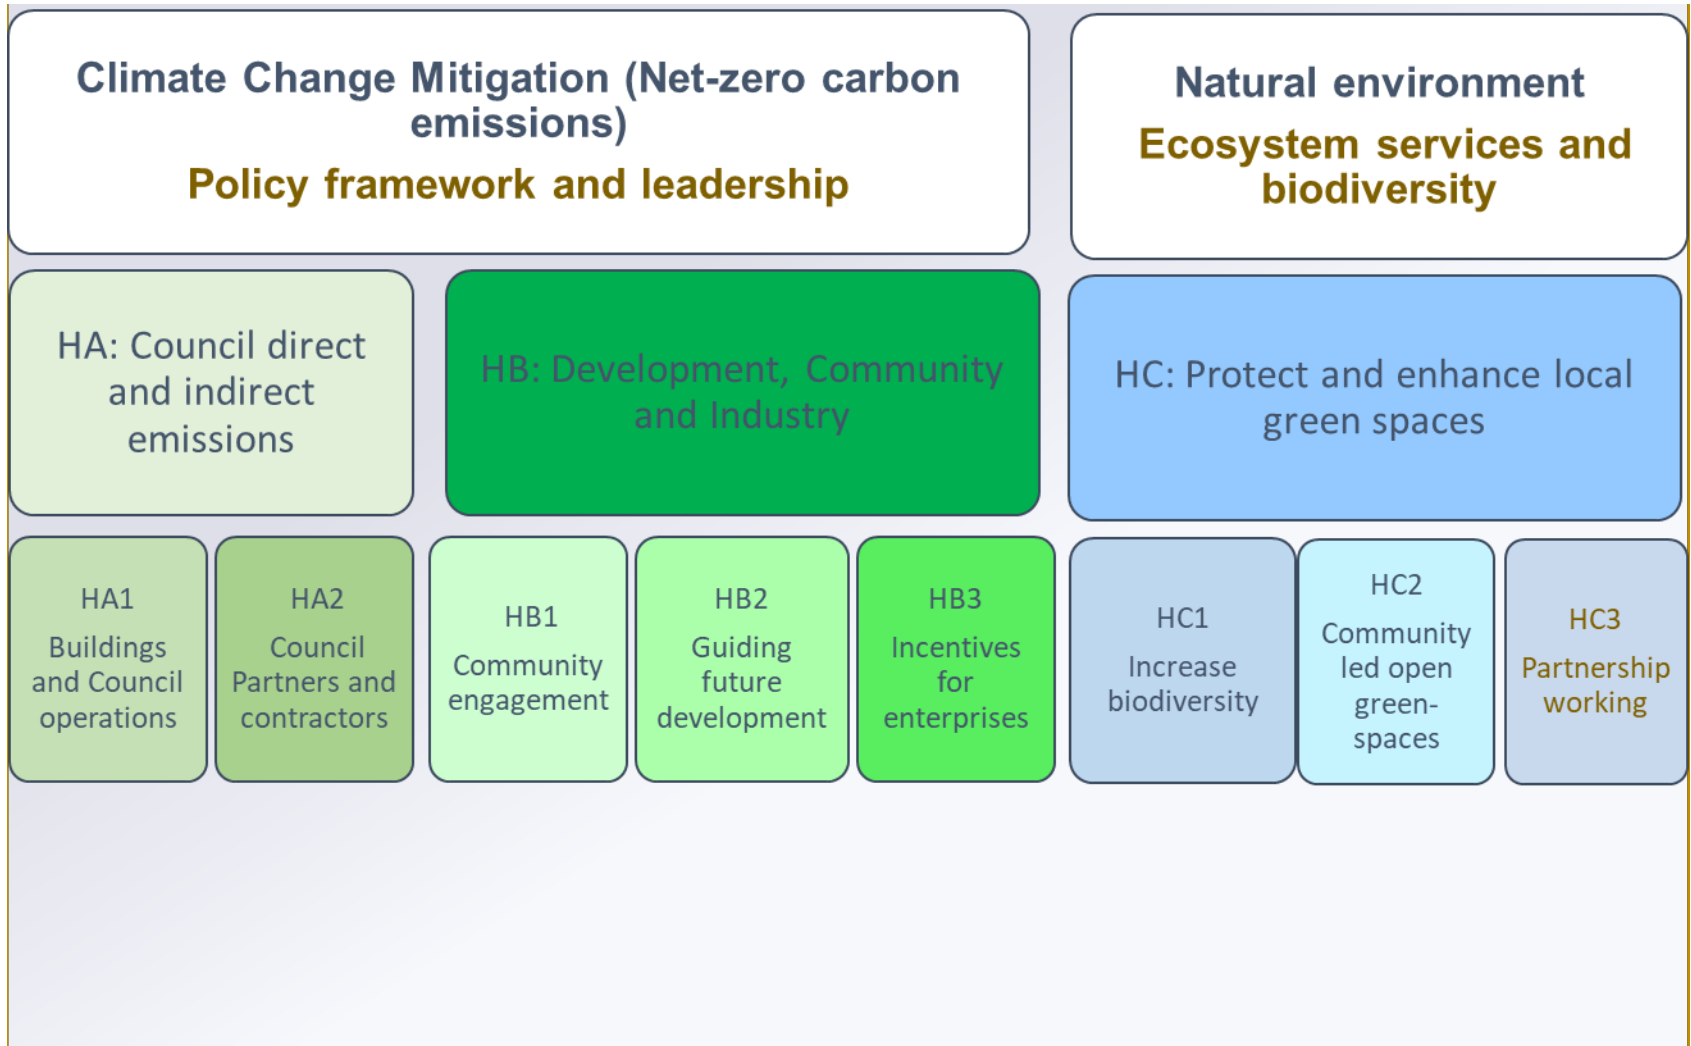 Climate Change Mitigation (Net-zero carbon
emissions)
Policy framework and leadership
Natural environment
Ecosystem services and
biodiversity
HA: Council direct
and indirect
emissions
HB: Development, Community
and Industry
HC: Protect and enhance local
green spaces
HA1
Buildings
and Council
operations
HA2
Council
Partners and
contractors
HB1
Community
engagement
HB2
Guiding
future
development
HB3
Incentives
for
enterprises
HC1
Increase
biodiversity
HC2
Community
led open
green-
spaces
HC3
Partnership
working